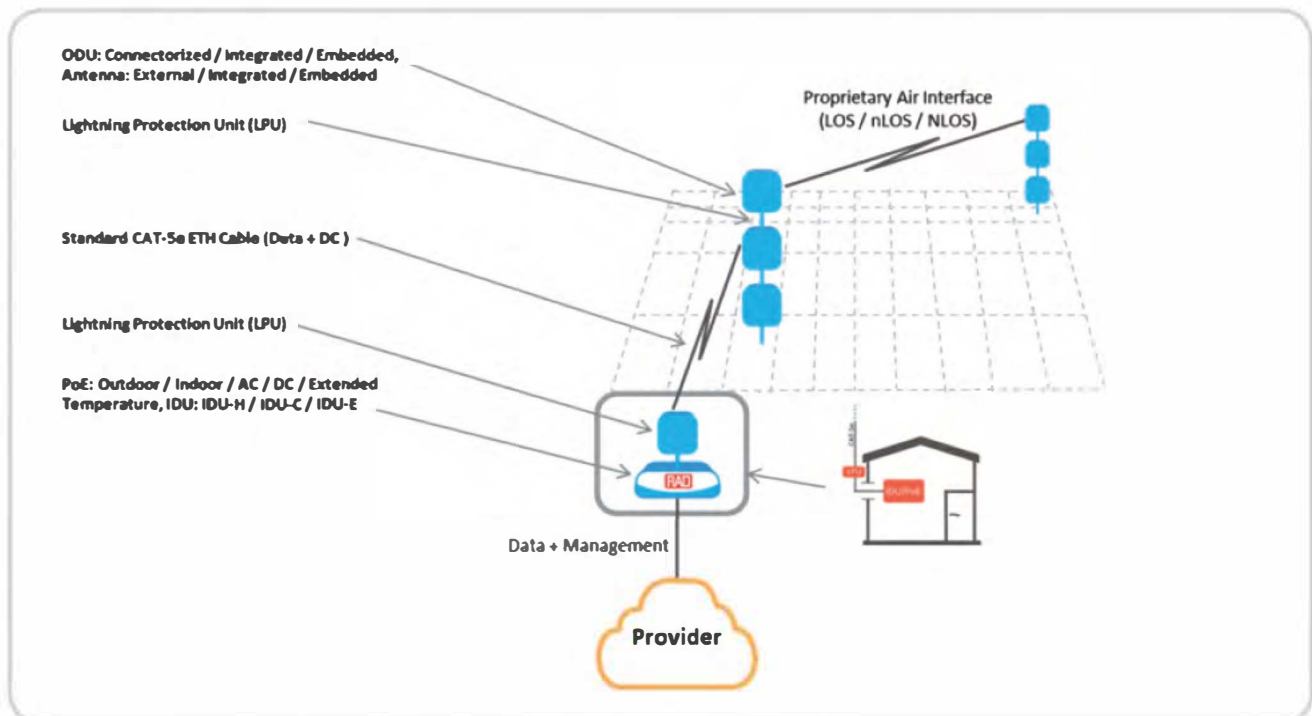 ODU: Connectorized / Integrated / Embedded,
Antenna: External / Integrated / Embedded
Lightning Protection Unit (LPU)
Proprietary Air Interface
(LOS / nLOS / NLOS)
Standard CAT-5e ETH Cable (Data + DC )
Lightning Protection Unit (LPU)
PoE: Outdoor / Indoor / AC / DC / Extended
Temperature, IDU: IDU-H / IDU-C / IDU-E
RAD
Data + Management
Provider